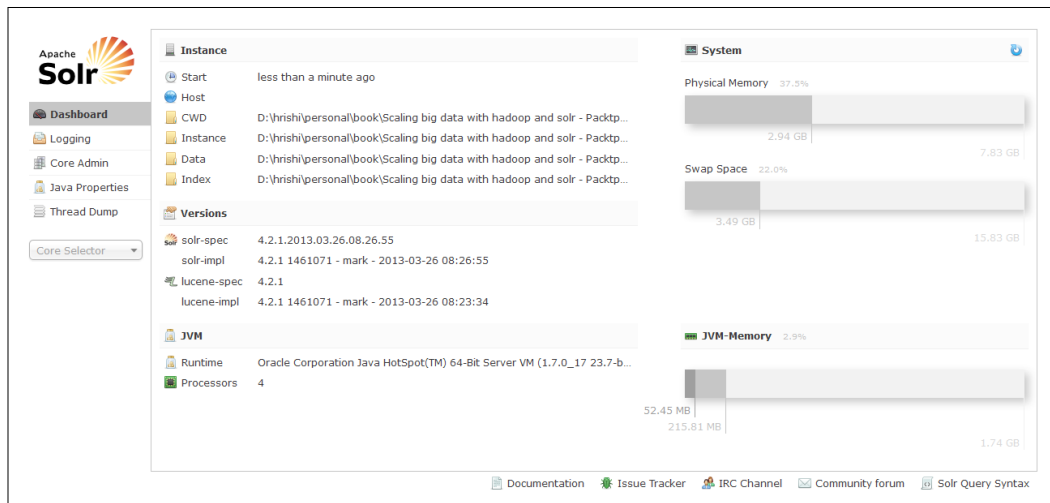 Apache
Solr
Dashboard
Logging
Core Admin
Java Properties
Thread Dump
Core Selector
Instance
Start less than a minute ago
Host
CWD D:\hrishi\personal\book\Scaling big data with hadoop and solr - Packtp...
Instance D:\hrishi\personal\book\Scaling big data with hadoop and solr - Packtp...
Data D:\hrishi\personal\book\Scaling big data with hadoop and solr - Packtp...
Index D:\hrishi\personal\book\Scaling big data with hadoop and solr - Packtp...
Versions
Solr solr-spec 4.2.1.2013.03.26.08.26.55
solr-impl 4.2.1 1461071 - mark - 2013-03-26 08:26:55
lucene-spec 4.2.1
lucene-impl 4.2.1 1461071 - mark - 2013-03-26 08:23:34
JVM
Runtime Oracle Corporation Java HotSpot(TM) 64-Bit Server VM (1.7.0_17 23.7-b...
Processors 4
System
Physical Memory 37.5%
2.94 GB
7.83 GB
Swap Space 22.0%
3.49 GB
15.83 GB
JVM-Memory 2.9%
52.45 MB
215.81 MB
1.74 GB
Documentation Issue Tracker IRC Channel Community forum Solr Query Syntax